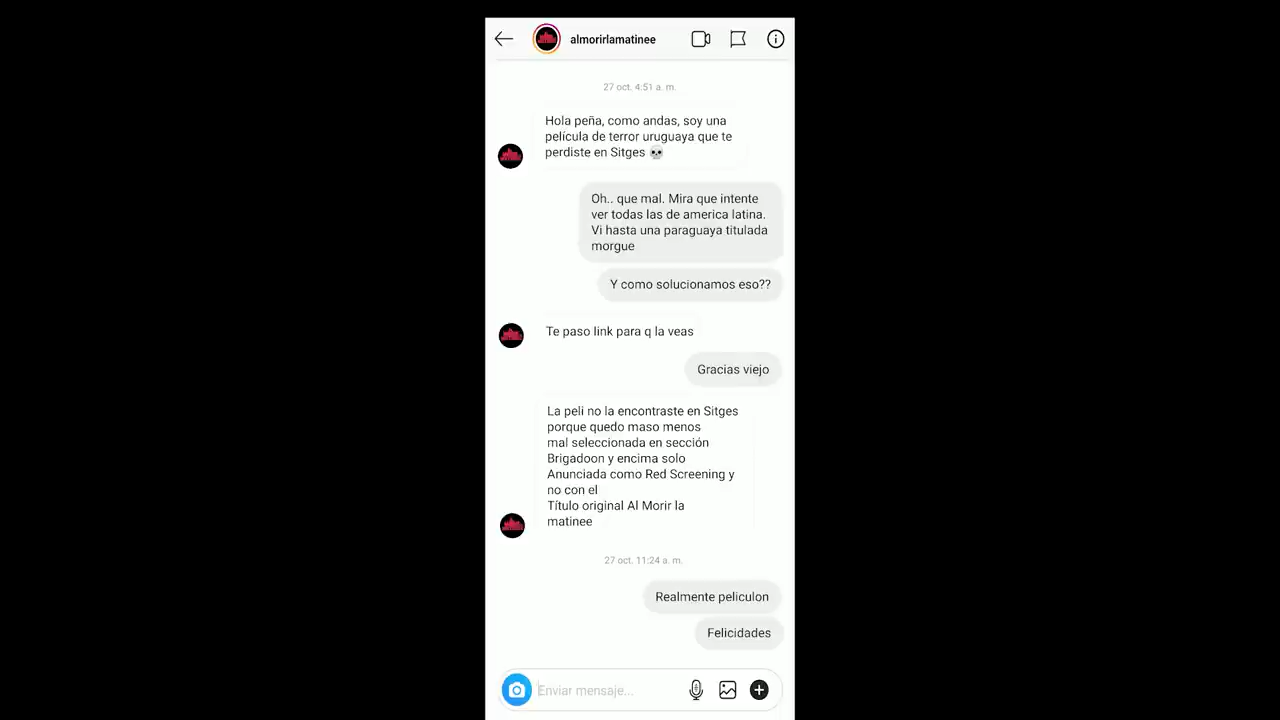 almorirlamatinee
27 oct. 4:51 a. m.
Hola peña, como andas, soy una
película de terror uruguaya que te
perdiste en Sitges 💀
Oh.. que mal. Mira que intente
ver todas las de america latina.
Vi hasta una paraguaya titulada
morgue
Y como solucionamos eso??
Te paso link para q la veas
Gracias viejo
La peli no la encontraste en Sitges
porque quedo maso menos
mal seleccionada en sección
Brigadoon y encima solo
Anunciada como Red Screening y
no con el
Título original Al Morir la
matinee
27 oct. 11:24 a. m.
Realmente peliculon
Felicidades
Enviar mensaje...